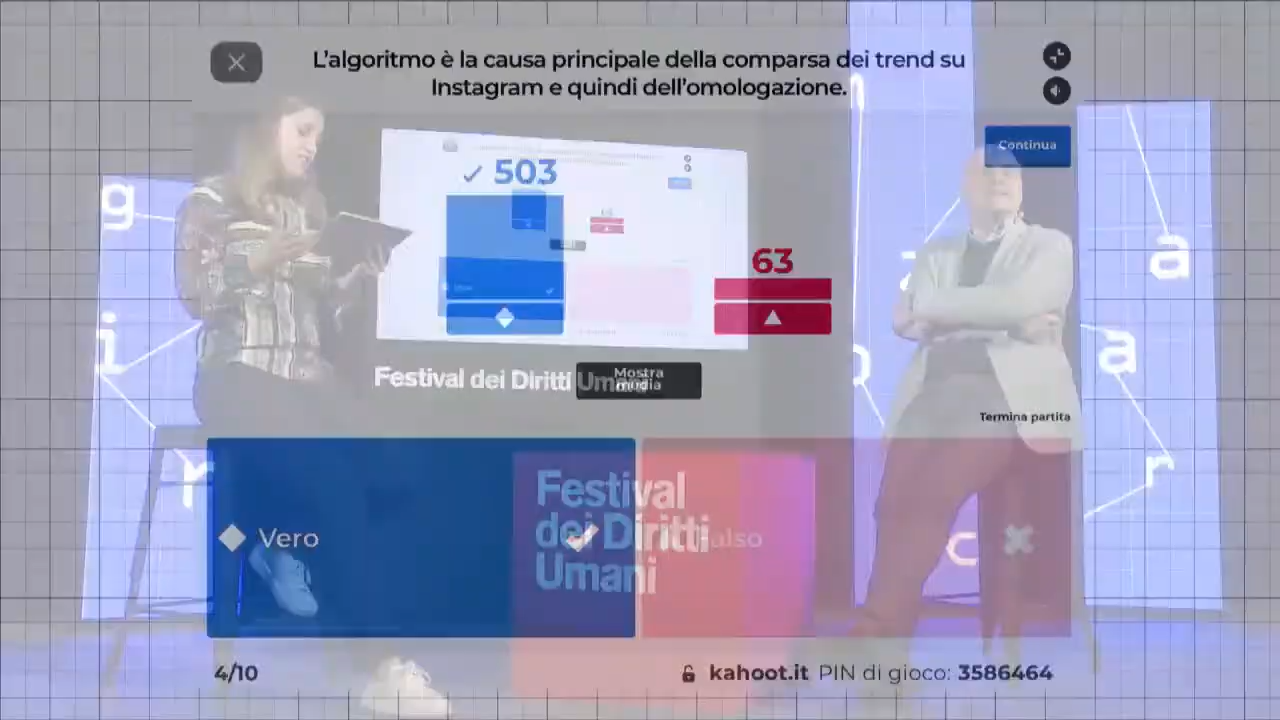 L'algoritmo è la causa principale della comparsa dei trend su
Instagram e quindi dell'omologazione.
Continua
503
63
Mostra
media
Festival dei Diritti Umani
Termina partita
Vero
Falso
Festival
dei Diritti
Umani
g
i
r
a
a
r
c
4/10
kahoot.it PIN di gioco: 3586464